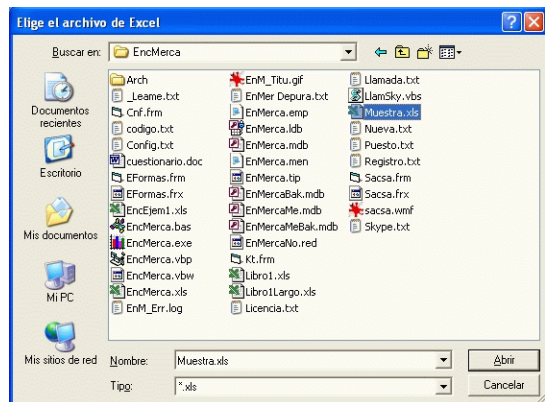 Elige el archivo de Excel
Buscar en:
EncMerca
Documentos
recientes
Escritorio
Mis documentos
Mi PC
Mis sitios de red
Arch
_Leame.txt
Cnf.frm
codigo.txt
Config.txt
cuestionario.doc
EFormas.frm
EFormas.frx
EncEjem1.xls
EncMerca.bas
EncMerca.exe
EncMerca.vbp
EncMerca.vbw
EncMerca.xls
EnM_Err.log
EnM_Titu.gif
EnMer Depura.txt
EnMerca.emp
EnMerca.ldb
EnMerca.mdb
EnMerca.men
EnMerca.tip
EnMercaBak.mdb
EnMercaMe.mdb
EnMercaMeBak.mdb
EnMercaNo.red
Kt.frm
Libro1.xls
Libro1Largo.xls
Licencia.txt
Llamada.txt
LlamSky.vbs
Muestra.xls
Nueva.txt
Puesto.txt
Registro.txt
Sacsa.frm
Sacsa.frx
sacsa.wmf
Skype.txt
Nombre:
Muestra.xls
Abrir
Tipo:
*.xls
Cancelar